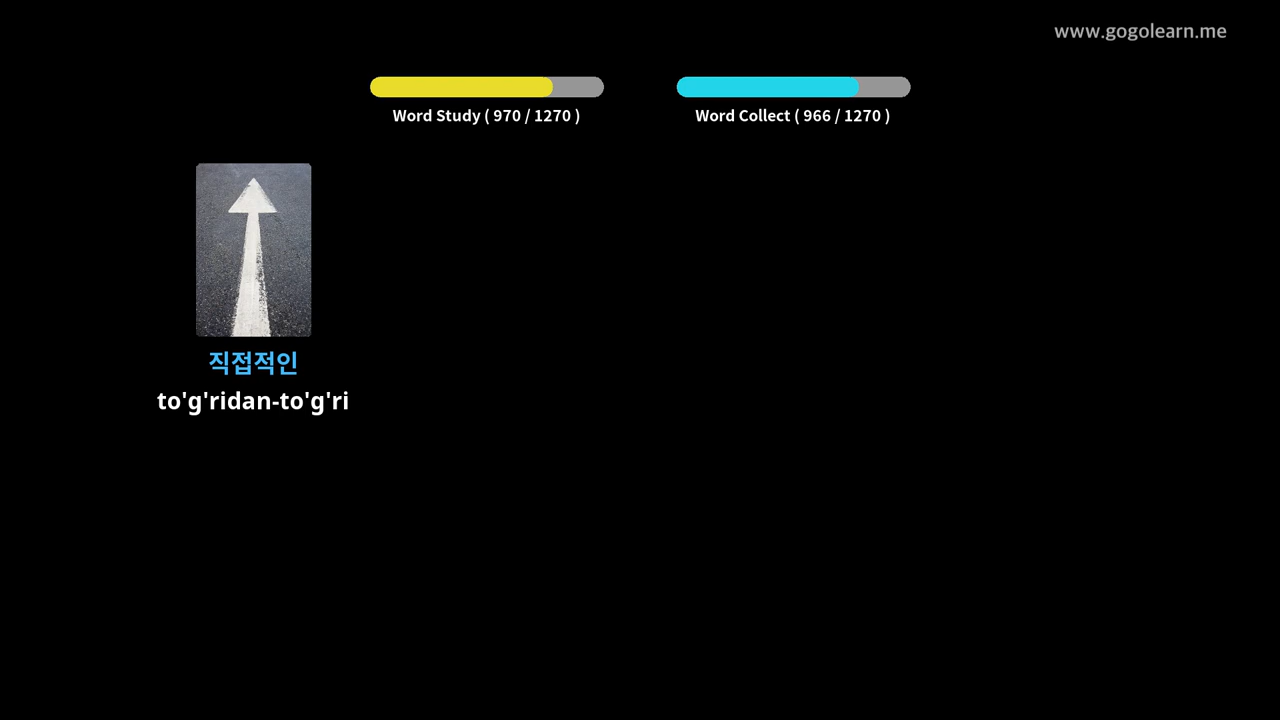 www.gogolearn.me
Word Study ( 970 / 1270 )
Word Collect ( 966 / 1270 )
직접적인
to'g'ridan-to'g'ri